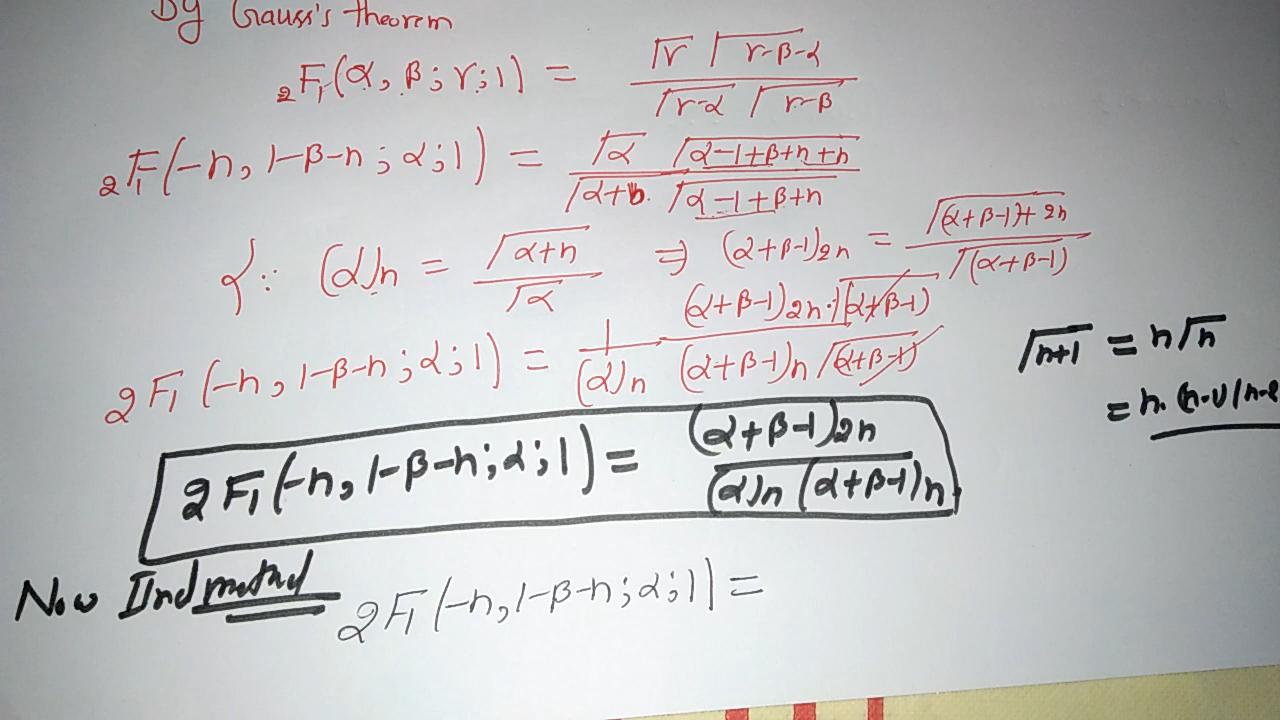 By Gauss's theorem
₂F₁(α, β; γ; 1) = Γγ Γγ-β-α / Γγ-α Γγ-β
₂F₁(-n, 1-β-n; α; 1) = Γα Γα-1+β+n+n / Γα+n Γα-1+β+n
{∵ (α)n = Γα+n / Γα ⇒ (α+β-1)2n = Γ(α+β-1)+2n / Γ(α+β-1)
2F1(-n, 1-β-n; α; 1) = 1/(α)n (α+β-1)2n · Γ(α+β-1) / (α+β-1)n Γ(α+β-1)
Γn+1 = nΓn
= n. (n-1)
2F1(-n, 1-β-n; α; 1) = (α+β-1)2n / (α)n (α+β-1)n
Now IInd method 2F1(-n, 1-β-n; α; 1) =